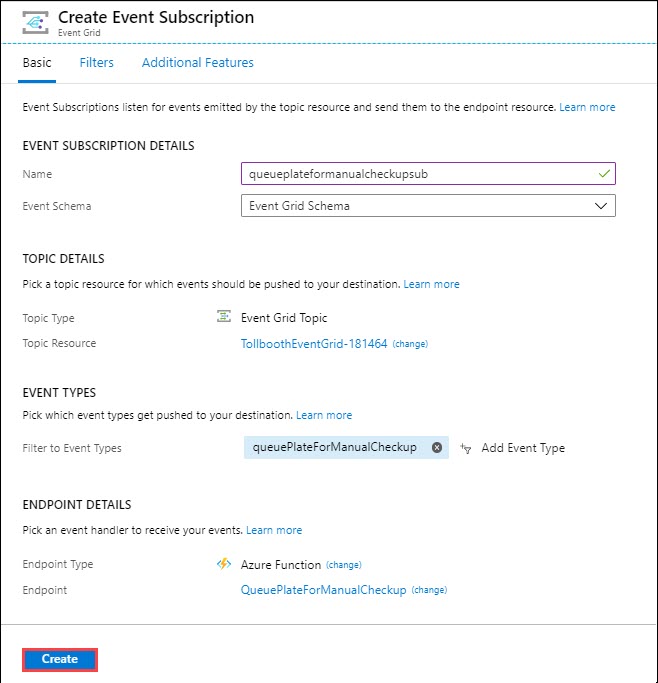 Create Event Subscription
Event Grid
Basic Filters Additional Features
Event Subscriptions listen for events emitted by the topic resource and send them to the endpoint resource. Learn more
EVENT SUBSCRIPTION DETAILS
Name queueplateformanualcheckupsub
Event Schema Event Grid Schema
TOPIC DETAILS
Pick a topic resource for which events should be pushed to your destination. Learn more
Topic Type Event Grid Topic
Topic Resource TollboothEventGrid-181464 (change)
EVENT TYPES
Pick which event types get pushed to your destination. Learn more
Filter to Event Types queuePlateForManualCheckup Add Event Type
ENDPOINT DETAILS
Pick an event handler to receive your events. Learn more
Endpoint Type Azure Function (change)
Endpoint QueuePlateForManualCheckup (change)
Create